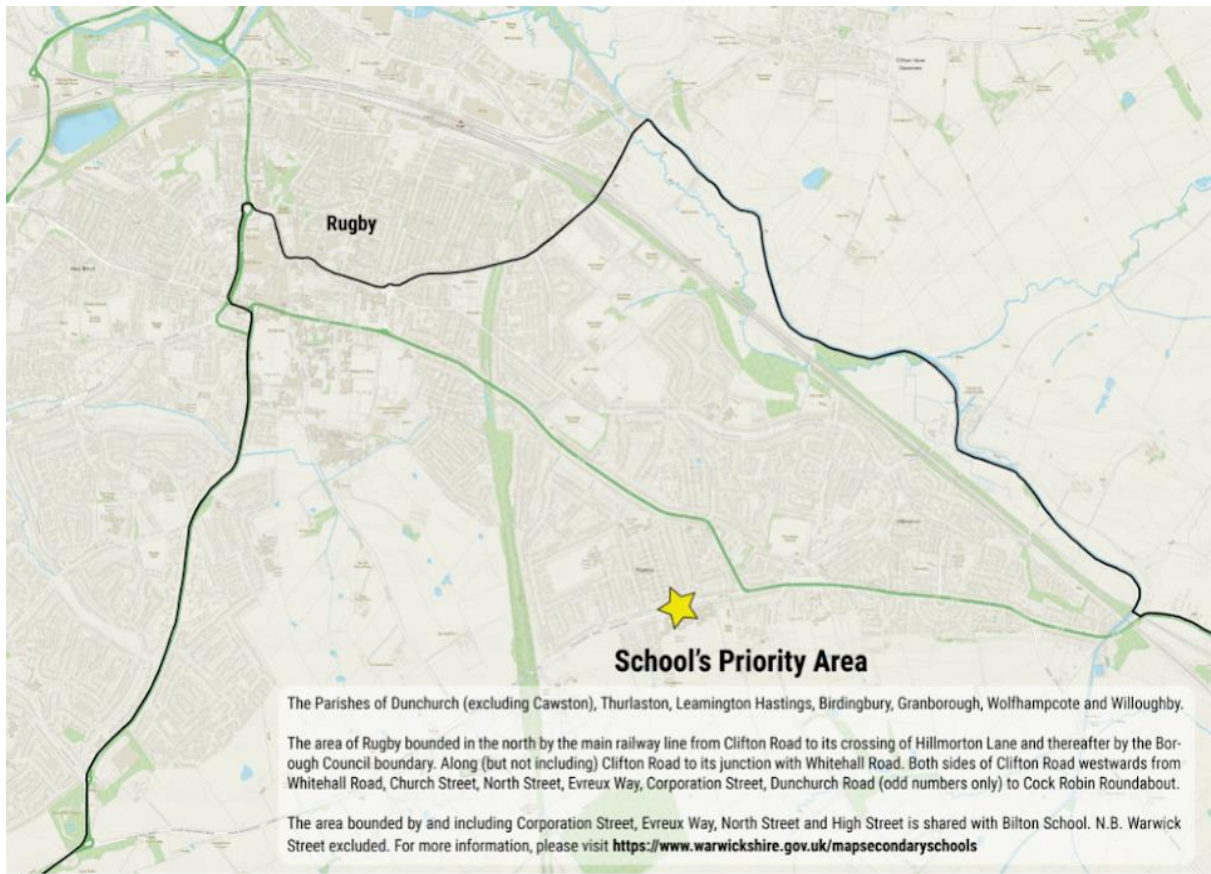 Rugby
School's Priority Area
The Parishes of Dunchurch (excluding Cawston), Thurlaston, Leamington Hastings, Birdingbury, Granborough, Wolfhampcote and Willoughby.
The area of Rugby bounded in the north by the main railway line from Clifton Road to its crossing of Hillmorton Lane and thereafter by the Bor-
ough Council boundary. Along (but not including) Clifton Road to its junction with Whitehall Road. Both sides of Clifton Road westwards from
Whitehall Road, Church Street, North Street, Evreux Way, Corporation Street, Dunchurch Road (odd numbers only) to Cock Robin Roundabout.
The area bounded by and including Corporation Street, Evreux Way, North Street and High Street is shared with Bilton School. N.B. Warwick
Street excluded. For more information, please visit https://www.warwickshire.gov.uk/mapsecondaryschools